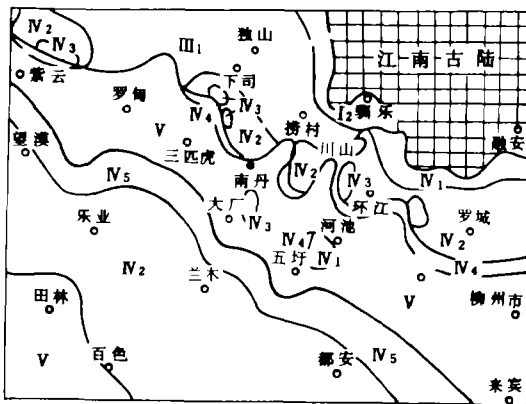 Ⅳ₂
Ⅳ₃
紫云
Ⅲ₁
独山
江南古陆
罗甸
下司
Ⅳ₃
Ⅳ₄
Ⅳ₂
捞村
Ⅰ₂
驯乐
融安
望漠
Ⅴ
三匹虎
川山
Ⅳ₂
Ⅳ₃
Ⅳ₁
Ⅳ₅
南丹
环江
乐业
大厂
Ⅳ₃
河池
罗城
Ⅳ₂
Ⅳ₂
Ⅳ₄
Ⅳ₁
五圩
Ⅳ₄
兰木
Ⅴ
田林
柳州市
Ⅴ
百色
都安
Ⅳ₅
来宾